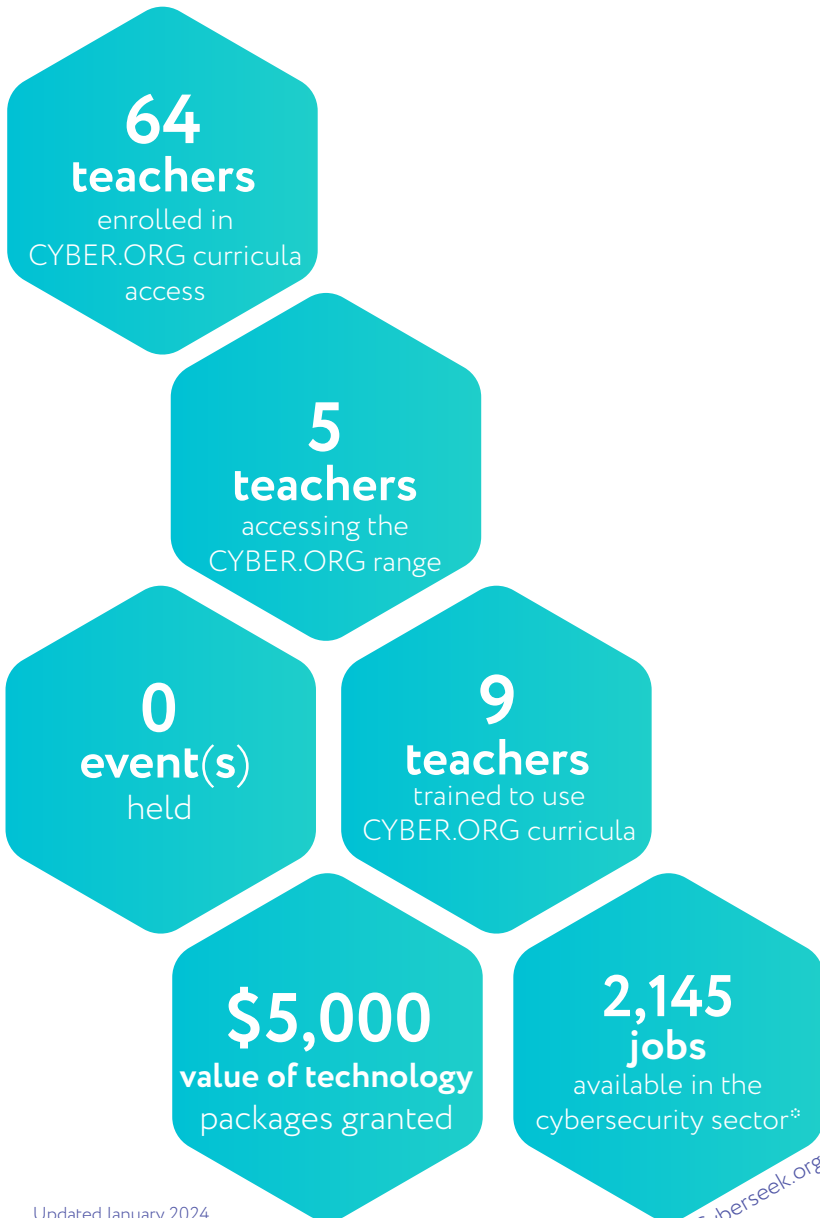 64
teachers
enrolled in
CYBER.ORG curricula
access
5
teachers
accessing the
CYBER.ORG range
0
event(s)
held
9
teachers
trained to use
CYBER.ORG curricula
$5,000
value of technology
packages granted
2,145
jobs
available in the
cybersecurity sector*
Updated January 2024
Cyberseek.org